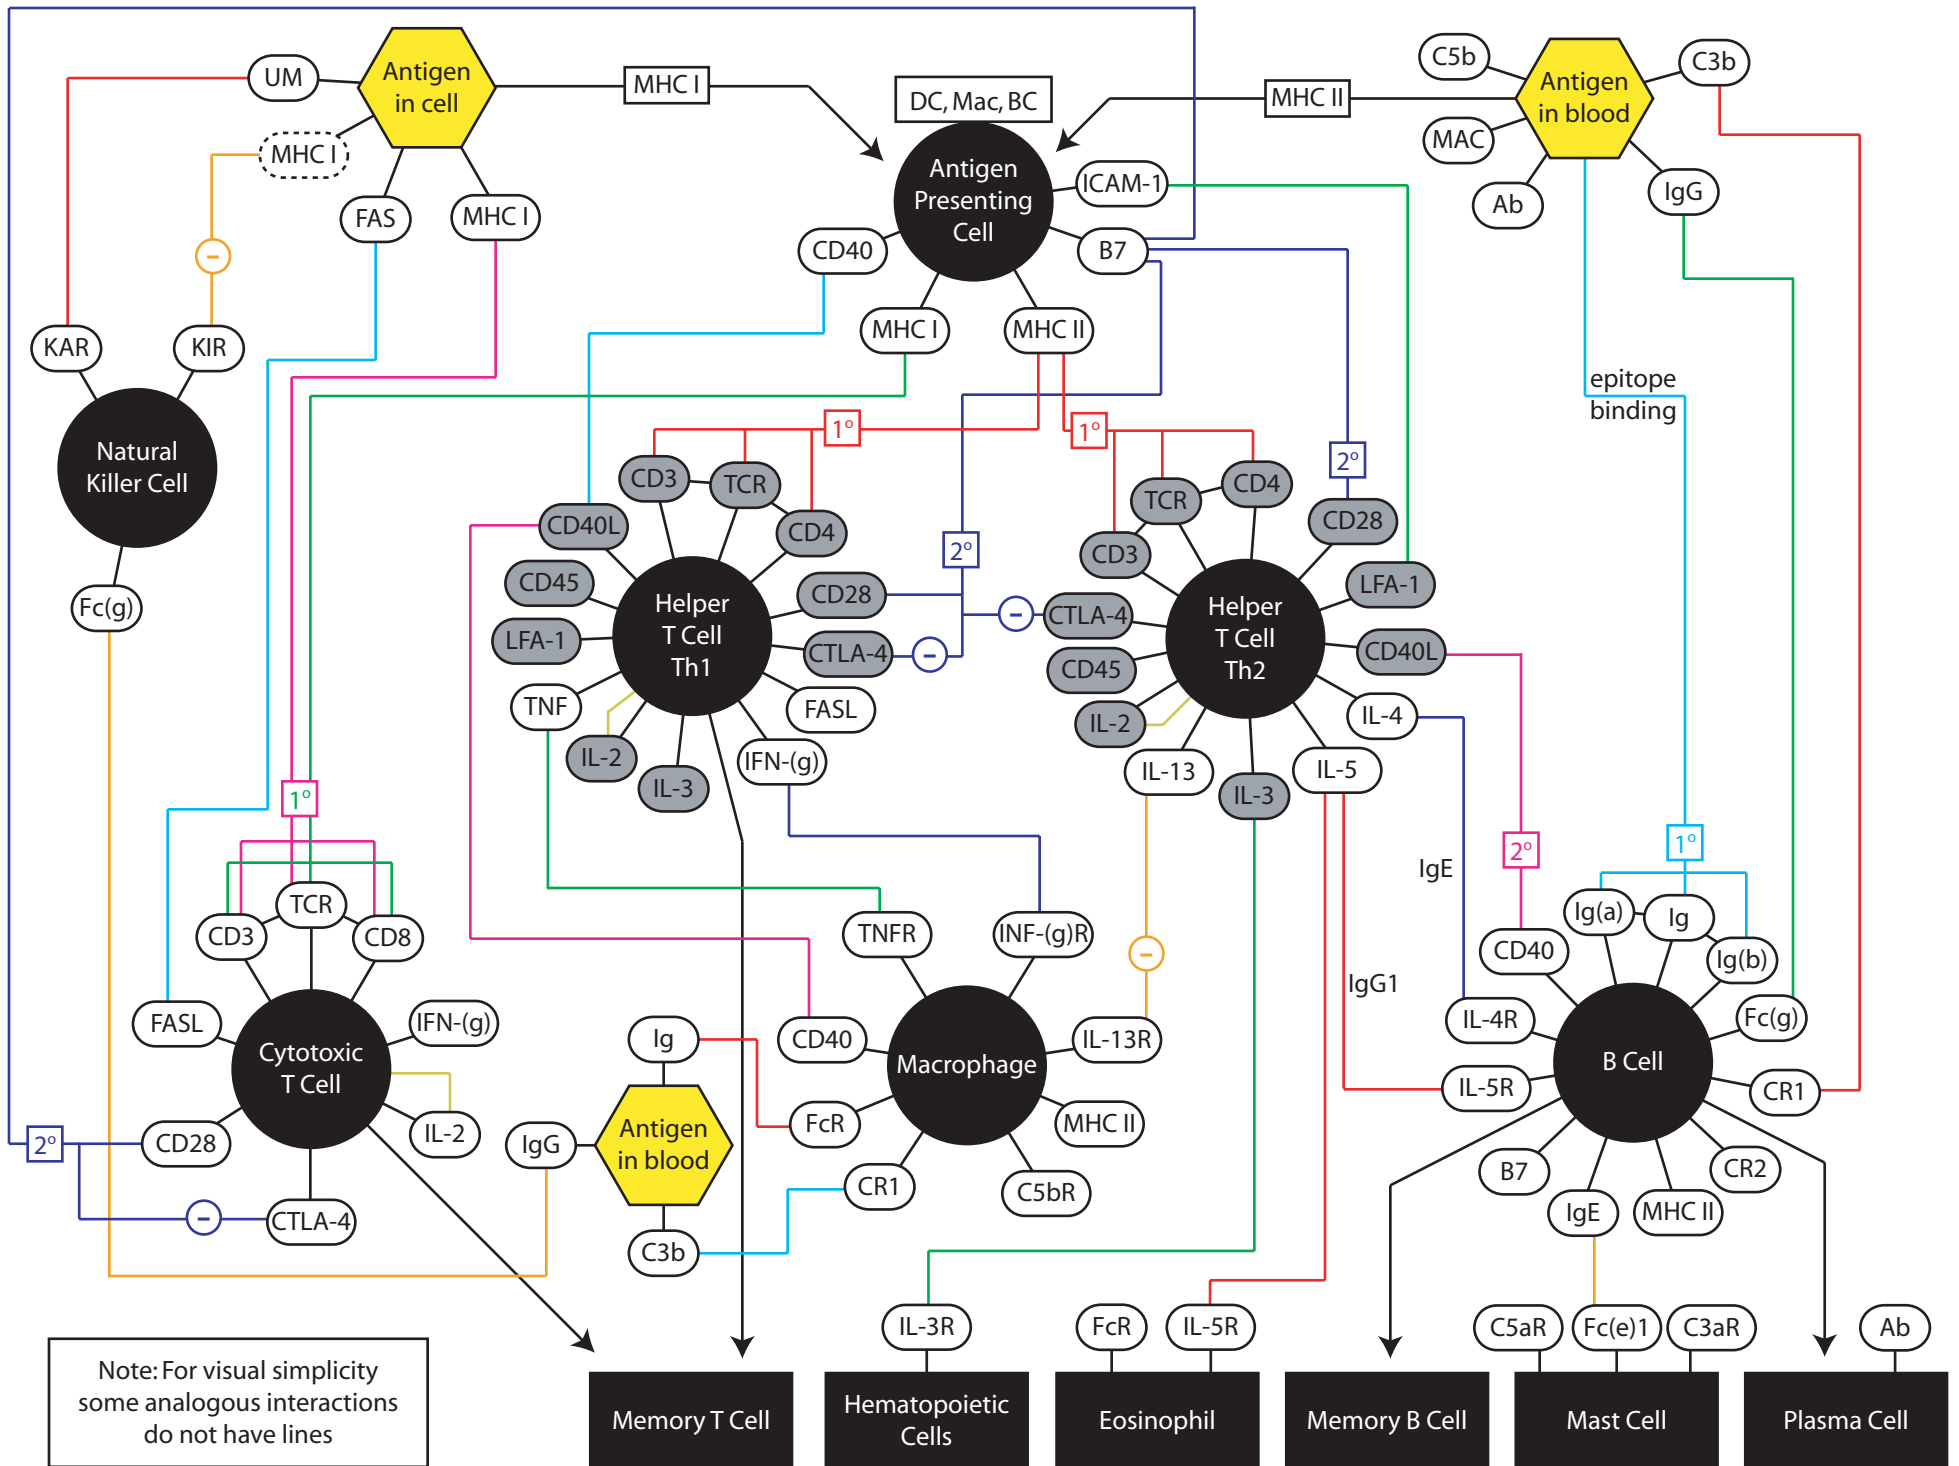 UM
Antigen
in cell
MHC I
DC, Mac, BC
MHC II
C5b
Antigen
in blood
C3b
MHC I
FAS
MHC I
Antigen
Presenting
Cell
ICAM-1
CD40
B7
MHC I
MHC II
MAC
Ab
IgG
-
KAR
KIR
Natural
Killer Cell
Fc(g)
epitope
binding
1º
1º
2º
2º
CD3
TCR
CD4
CD40L
CD45
LFA-1
CD28
CTLA-4
-
-
Helper
T Cell
Th1
TNF
IL-2
IL-3
IFN-(g)
FASL
TCR
CD4
CD3
CD28
LFA-1
CTLA-4
CD45
CD40L
Helper
T Cell
Th2
IL-2
IL-13
IL-3
IL-5
IL-4
1º
TCR
CD3
CD8
FASL
IFN-(g)
Cytotoxic
T Cell
CD28
IL-2
CTLA-4
2º
-
TNFR
INF-(g)R
-
CD40
IL-13R
Macrophage
FcR
MHC II
CR1
C5bR
Ig
IgG
Antigen
in blood
C3b
IgE
IgG1
2º
1º
Ig(a)
Ig
Ig(b)
CD40
IL-4R
Fc(g)
B Cell
IL-5R
CR1
B7
CR2
IgE
MHC II
IL-3R
FcR
IL-5R
C5aR
Fc(e)1
C3aR
Ab
Note: For visual simplicity
some analogous interactions
do not have lines
Memory T Cell
Hematopoietic
Cells
Eosinophil
Memory B Cell
Mast Cell
Plasma Cell